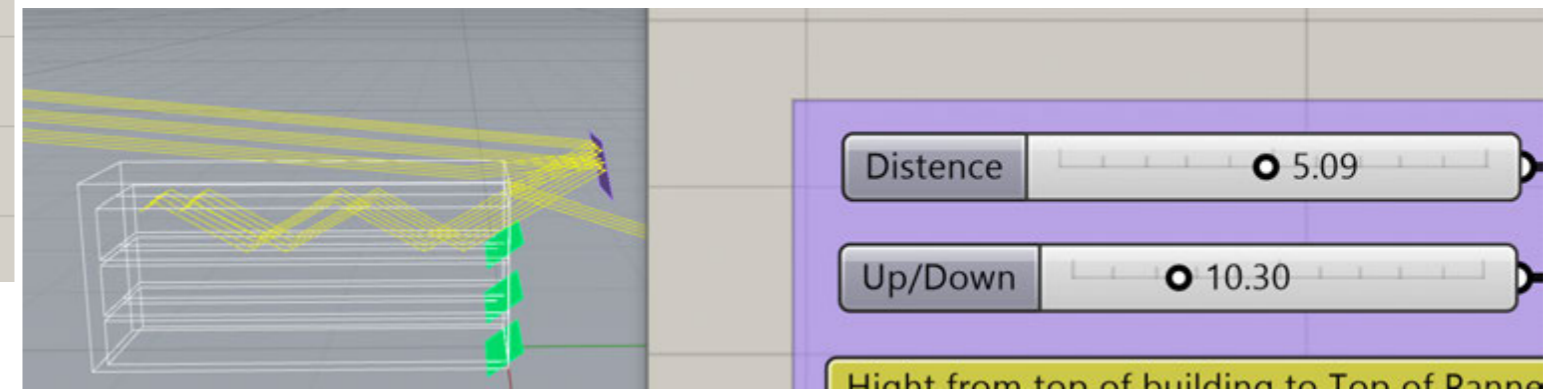 Distence 5.09
Up/Down 10.30
Hight from top of building to Top of Panne